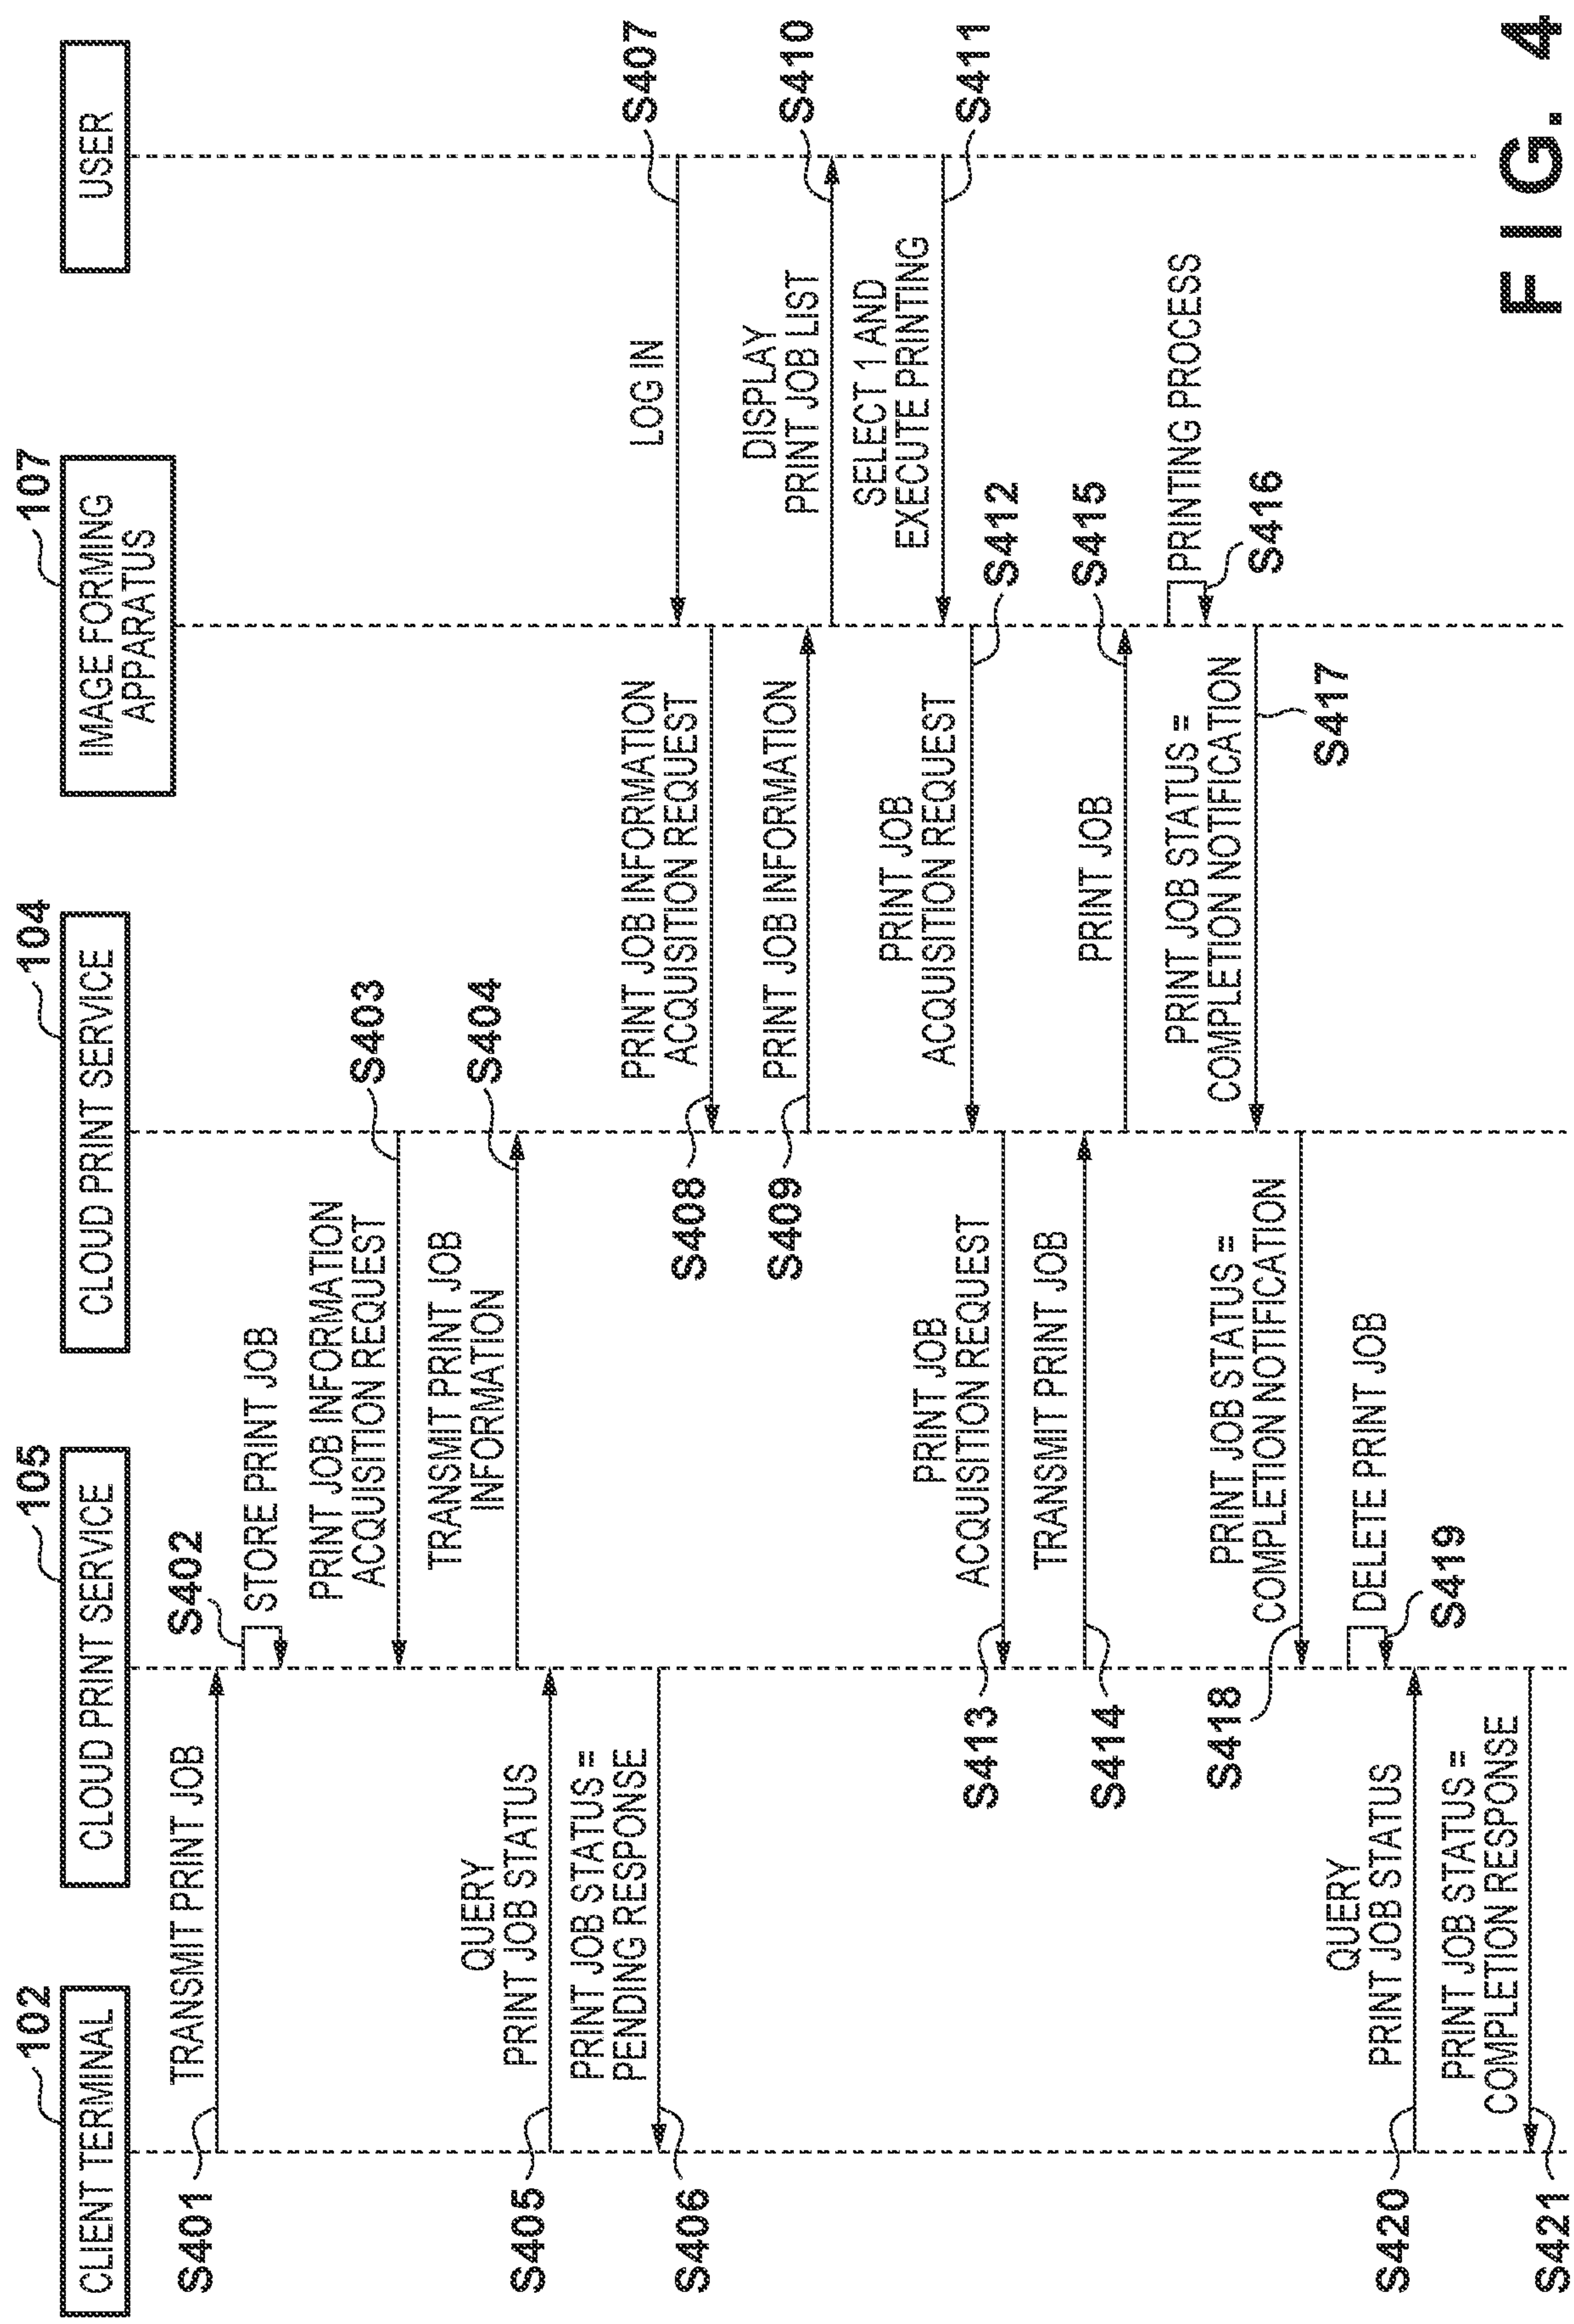 102
CLIENT TERMINAL
105
CLOUD PRINT SERVICE
104
CLOUD PRINT SERVICE
107
IMAGE FORMING
APPARATUS
USER
S401
TRANSMIT PRINT JOB
S402
STORE PRINT JOB
PRINT JOB INFORMATION
ACQUISITION REQUEST
S403
TRANSMIT PRINT JOB
INFORMATION
S404
S405
QUERY
PRINT JOB STATUS
PRINT JOB STATUS =
PENDING RESPONSE
S406
LOG IN
S407
PRINT JOB INFORMATION
ACQUISITION REQUEST
S408
PRINT JOB INFORMATION
S409
DISPLAY
PRINT JOB LIST
S410
SELECT 1 AND
EXECUTE PRINTING
S411
PRINT JOB
ACQUISITION REQUEST
S412
PRINT JOB
ACQUISITION REQUEST
S413
TRANSMIT PRINT JOB
S414
PRINT JOB
S415
PRINTING PROCESS
S416
PRINT JOB STATUS =
COMPLETION NOTIFICATION
S417
PRINT JOB STATUS =
COMPLETION NOTIFICATION
S418
DELETE PRINT JOB
S419
QUERY
PRINT JOB STATUS
S420
PRINT JOB STATUS =
COMPLETION RESPONSE
S421
FIG. 4